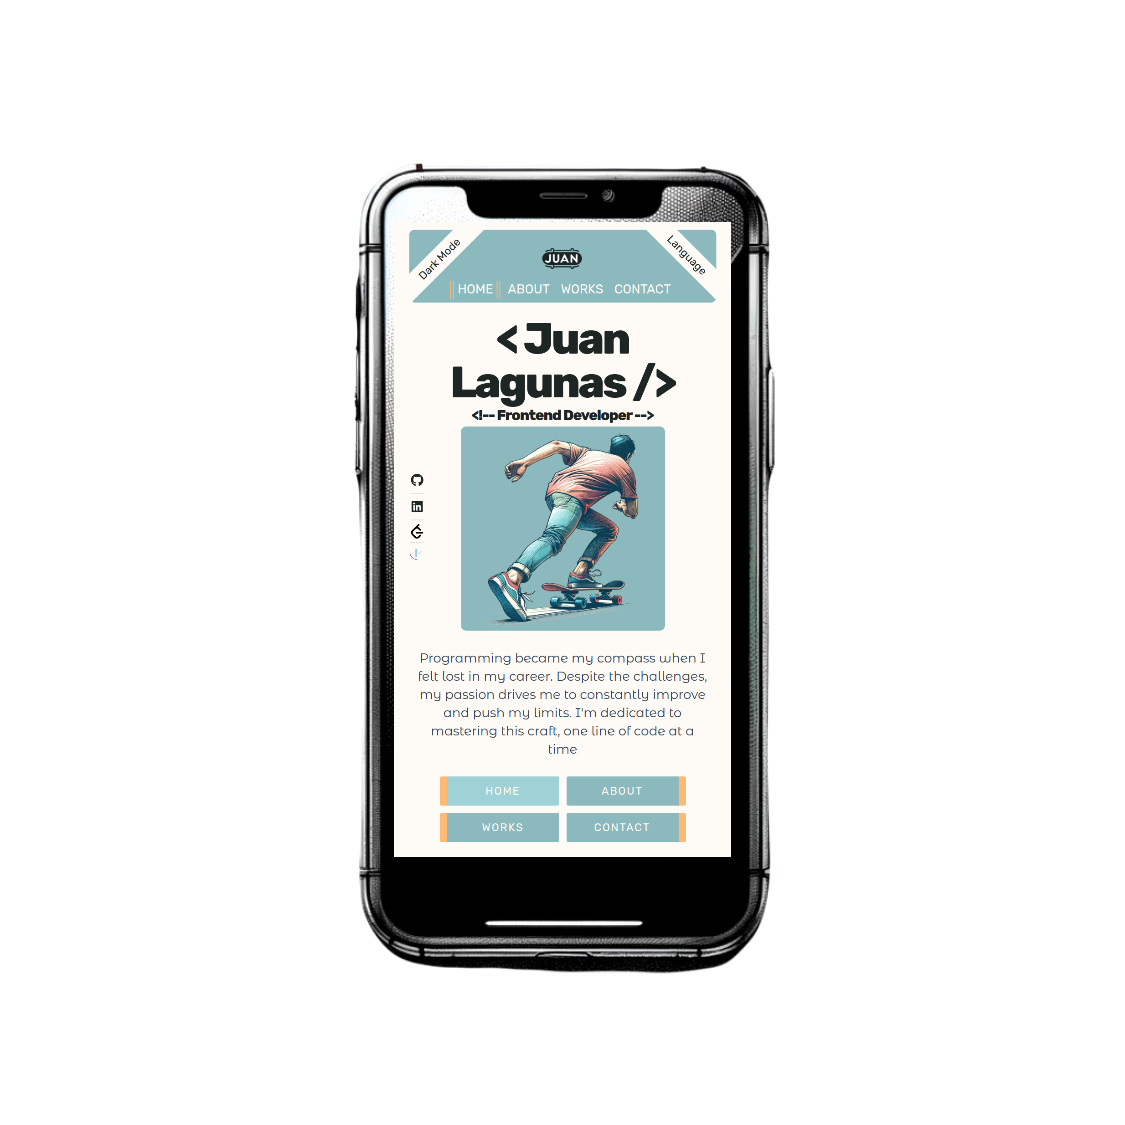 Dark Mode
JUAN
Language
HOME ABOUT WORKS CONTACT
< Juan
Lagunas />
<!-- Frontend Developer -->
in
Programming became my compass when I
felt lost in my career. Despite the challenges,
my passion drives me to constantly improve
and push my limits. I'm dedicated to
mastering this craft, one line of code at a
time
HOME
ABOUT
WORKS
CONTACT